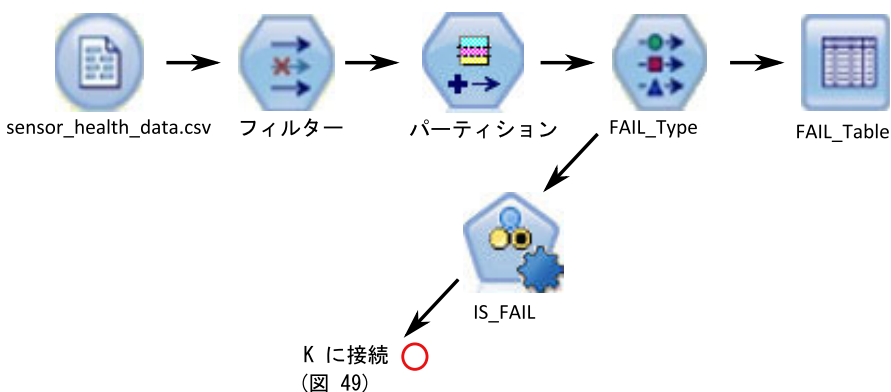 sensor_health_data.csv
フィルター
パーティション
FAIL_Type
FAIL_Table
IS_FAIL
K に接続
(図 49)